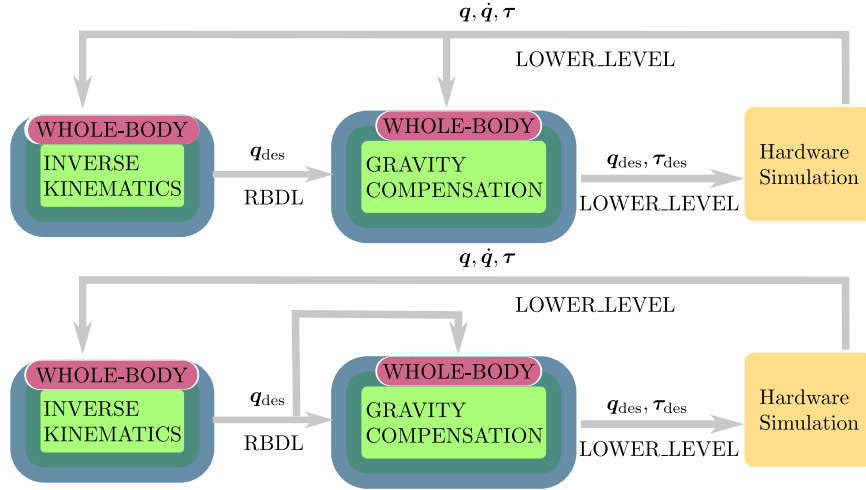 q, q̇, τ
LOWER_LEVEL
WHOLE-BODY
INVERSE
KINEMATICS
q_des
RBDL
WHOLE-BODY
GRAVITY
COMPENSATION
q_des, τ_des
LOWER_LEVEL
Hardware
Simulation
q, q̇, τ
LOWER_LEVEL
WHOLE-BODY
INVERSE
KINEMATICS
q_des
RBDL
WHOLE-BODY
GRAVITY
COMPENSATION
q_des, τ_des
LOWER_LEVEL
Hardware
Simulation